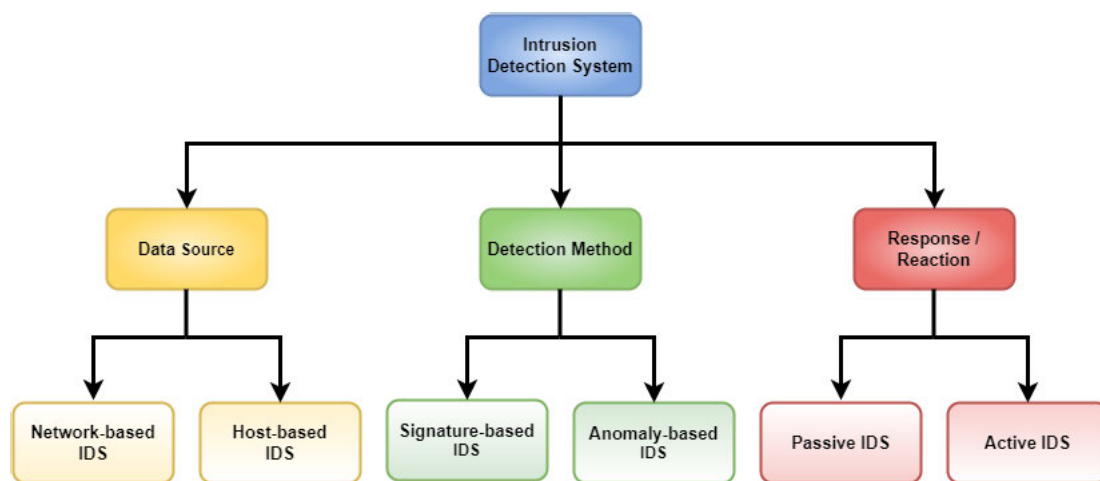 Intrusion
Detection System
Data Source
Detection Method
Response /
Reaction
Network-based
IDS
Host-based
IDS
Signature-based
IDS
Anomaly-based
IDS
Passive IDS
Active IDS